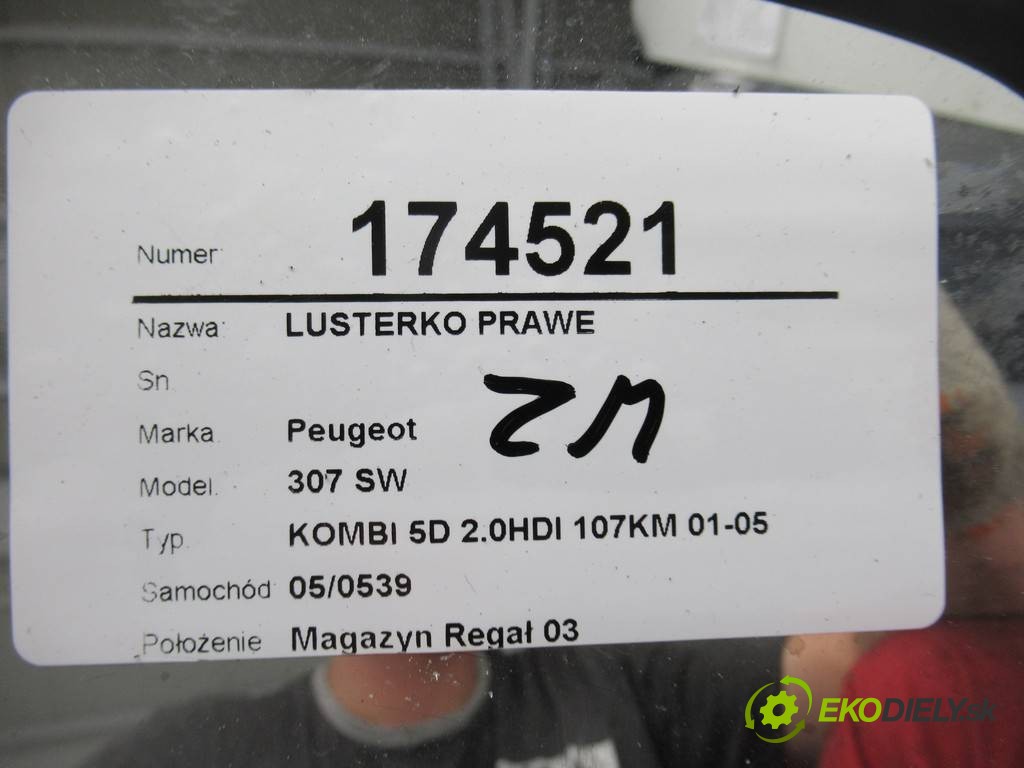 Numer 174521
Nazwa: LUSTERKO PRAWE
Sn
Marka Peugeot
Model. 307 SW
Typ. KOMBI 5D 2.0HDI 107KM 01-05
Samochód 05/0539
Położenie Magazyn Regał 03
EKODIELY.sk